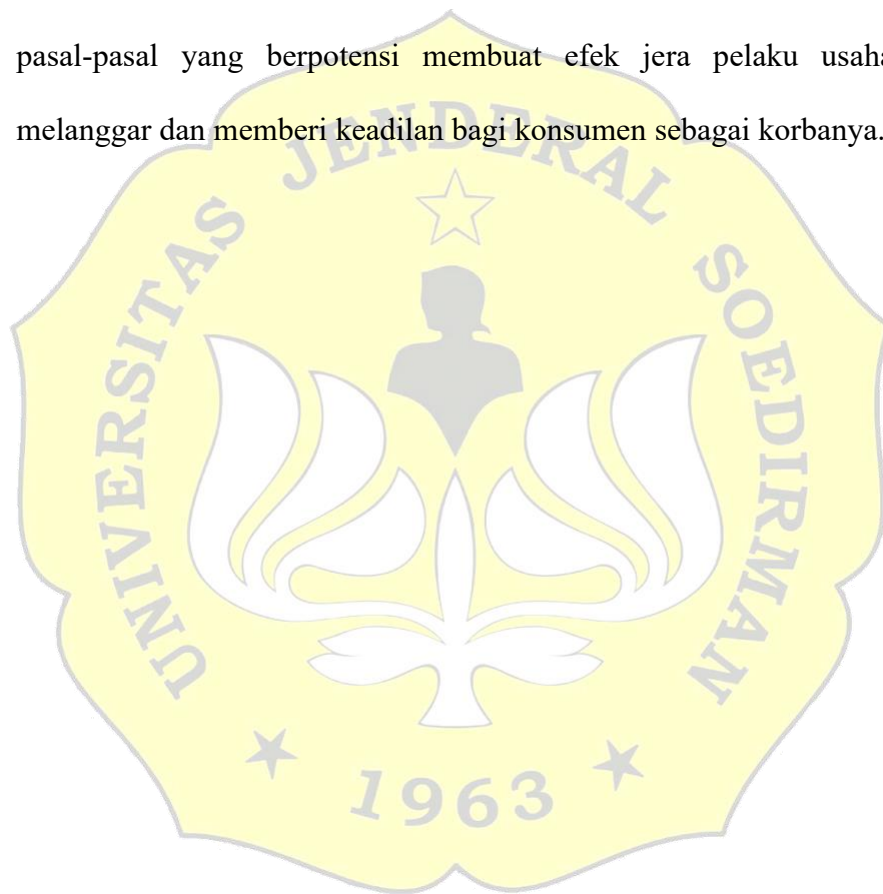 pasal-pasal yang berpotensi membuat efek jera pelaku usaha
melanggar dan memberi keadilan bagi konsumen sebagai korbanya.
UNIVERSITAS JENDERAL SOEDIRMAN
1963